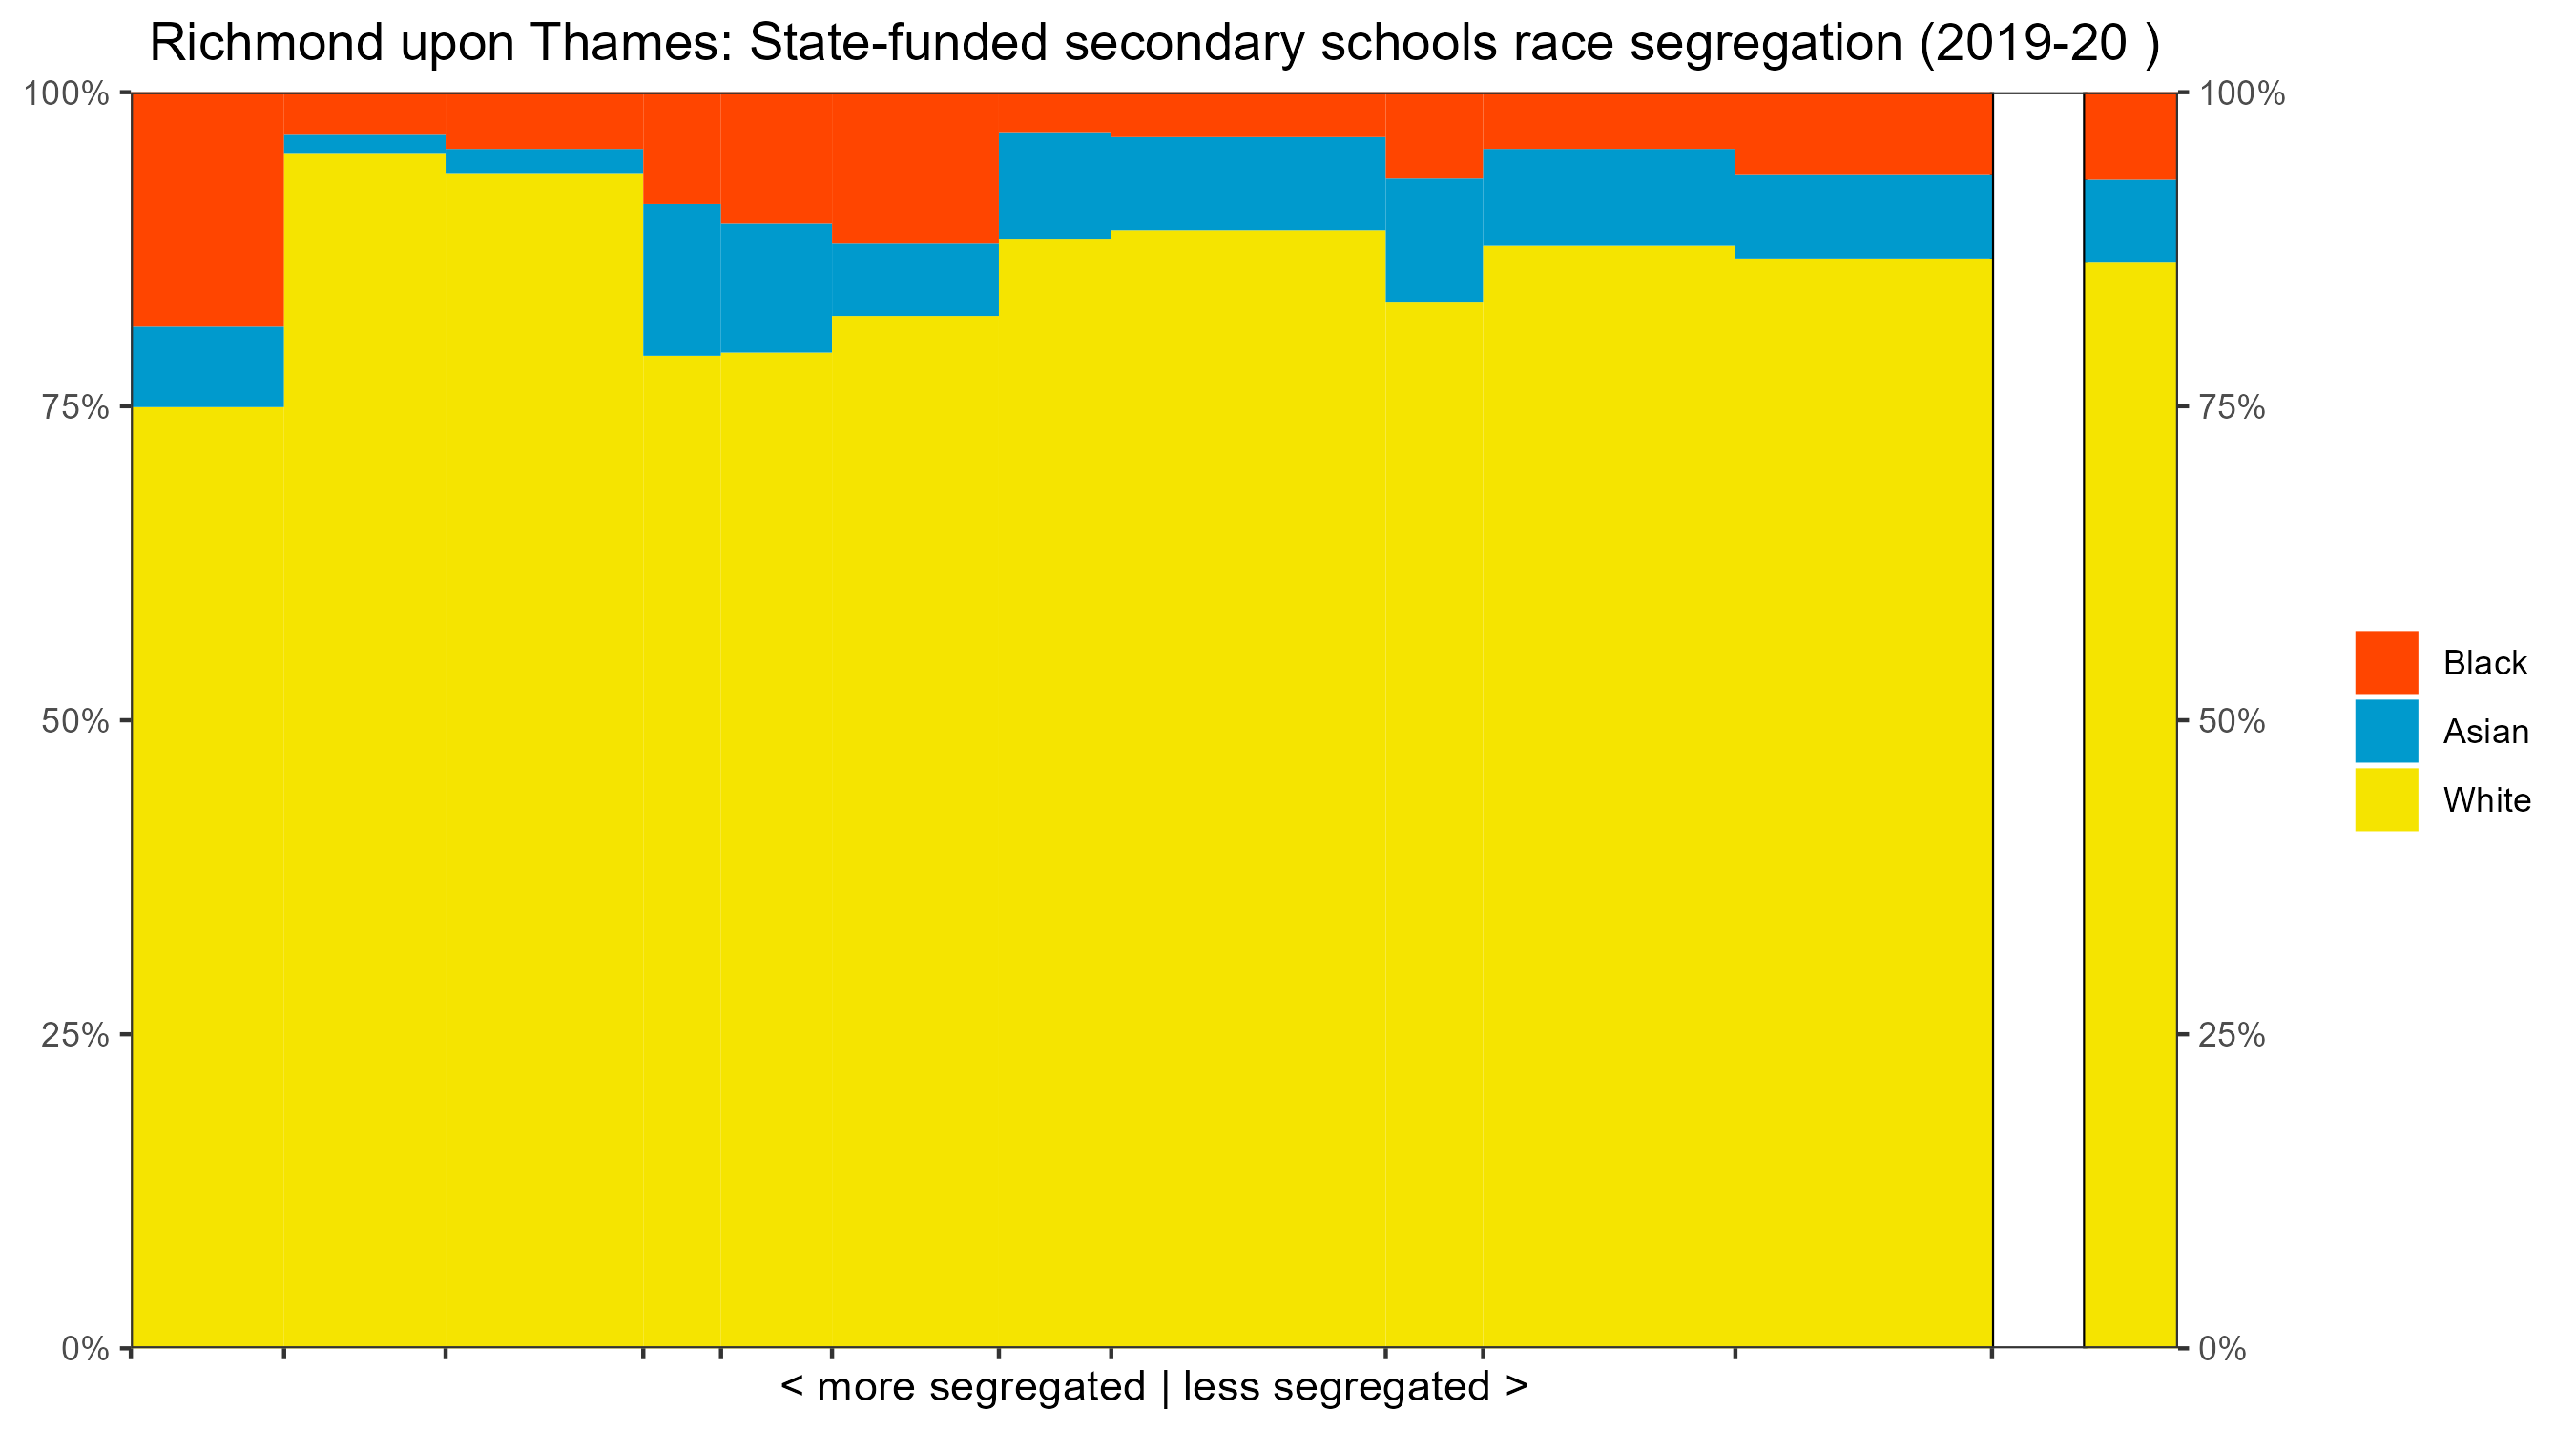 Richmond upon Thames: State-funded secondary schools race segregation (2019-20 )
100%
75%
50%
25%
0%
100%
75%
50%
25%
0%
Black
Asian
White
< more segregated | less segregated >